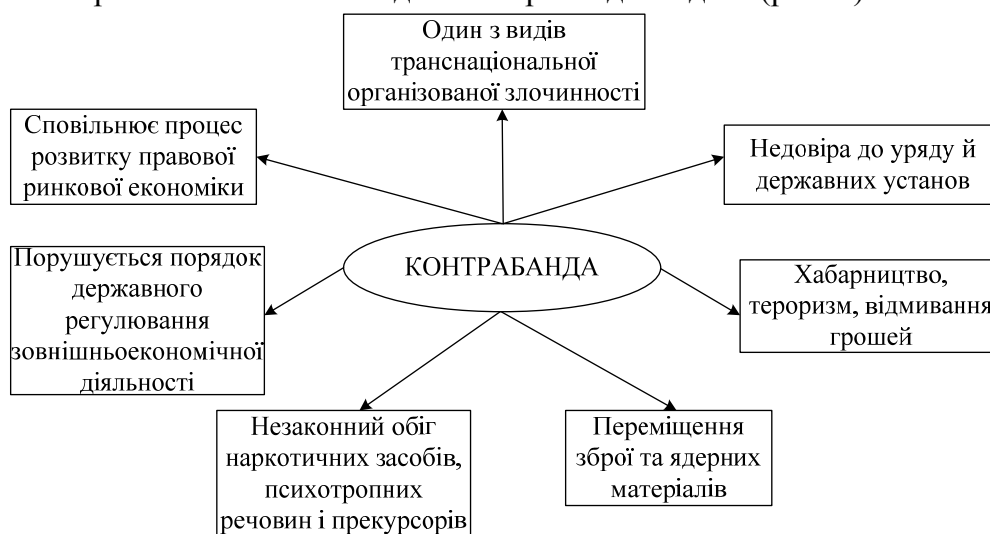 Один з видів
транснаціональної
організованої злочинності
Сповільнює процес
розвитку правової
ринкової економіки
Недовіра до уряду й
державних установ
КОНТРАБАНДА
Порушується порядок
державного
регулювання
зовнішньоекономічної
діяльності
Хабарництво,
тероризм, відмивання
грошей
Незаконний обіг
наркотичних засобів,
психотропних
речовин і прекурсорів
Переміщення
зброї та ядерних
матеріалів